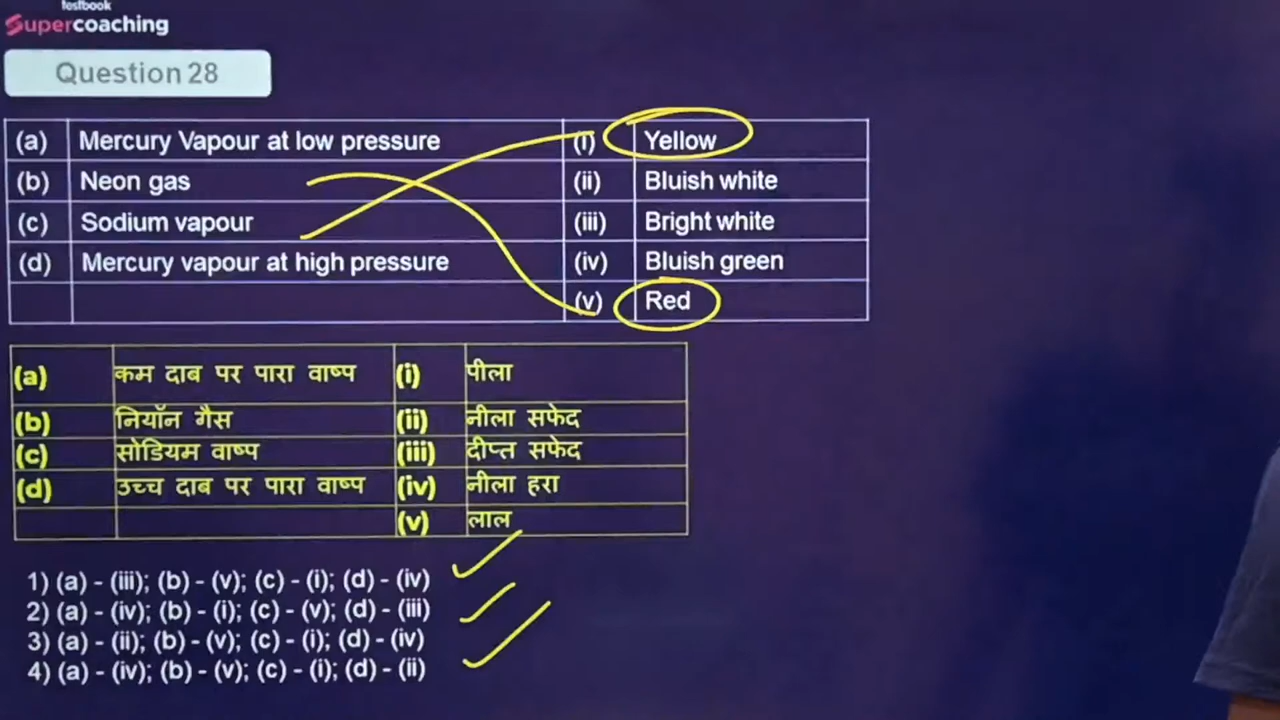 testbook
Supercoaching
Question 28
(a) Mercury Vapour at low pressure (i) Yellow
(b) Neon gas (ii) Bluish white
(c) Sodium vapour (iii) Bright white
(d) Mercury vapour at high pressure (iv) Bluish green
(v) Red
(a) कम दाब पर पारा वाष्प (i) पीला
(b) नियॉन गैस (ii) नीला सफेद
(c) सोडियम वाष्प (iii) दीप्त सफेद
(d) उच्च दाब पर पारा वाष्प (iv) नीला हरा
(v) लाल
1) (a) - (iii); (b) - (v); (c) - (i); (d) - (iv)
2) (a) - (iv); (b) - (i); (c) - (v); (d) - (iii)
3) (a) - (ii); (b) - (v); (c) - (i); (d) - (iv)
4) (a) - (iv); (b) - (v); (c) - (i); (d) - (ii)